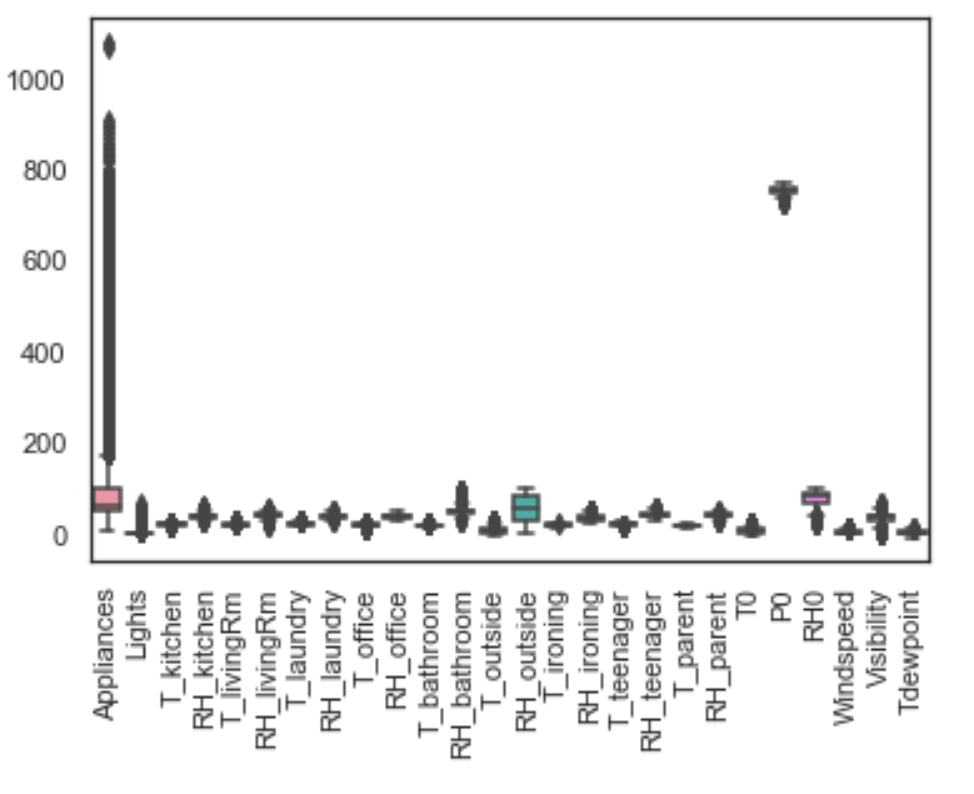 1000
800
600
400
200
0
Appliances
Lights
T_kitchen
RH_kitchen
T_livingRm
RH_livingRm
T_laundry
RH_laundry
T_office
RH_office
T_bathroom
RH_bathroom
T_outside
RH_outside
T_ironing
RH_ironing
T_teenager
RH_teenager
T_parent
RH_parent
T0
P0
RH0
Windspeed
Visibility
Tdewpoint